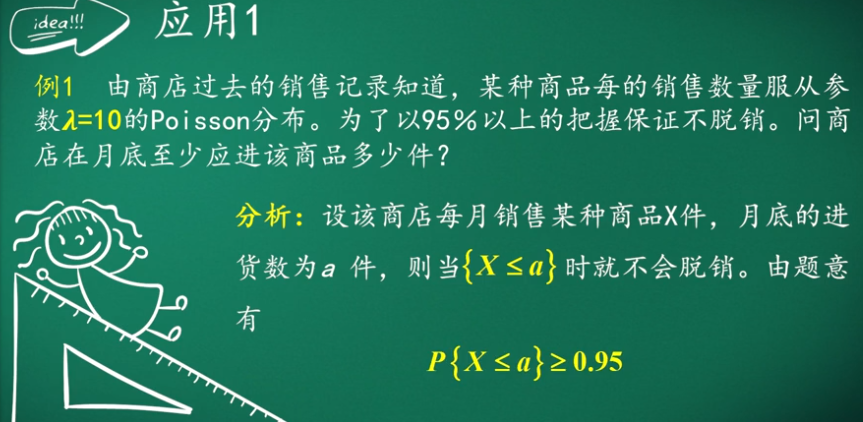 idea!!!
应用1
例1 由商店过去的销售记录知道，某种商品每的销售数量服从参
数λ=10的Poisson分布。为了以95％以上的把握保证不脱销。问商
店在月底至少应进该商品多少件？
分析：设该商店每月销售某种商品X件，月底的进
货数为a 件，则当{X≤a}时就不会脱销。由题意
有
P{X≤a}≥0.95